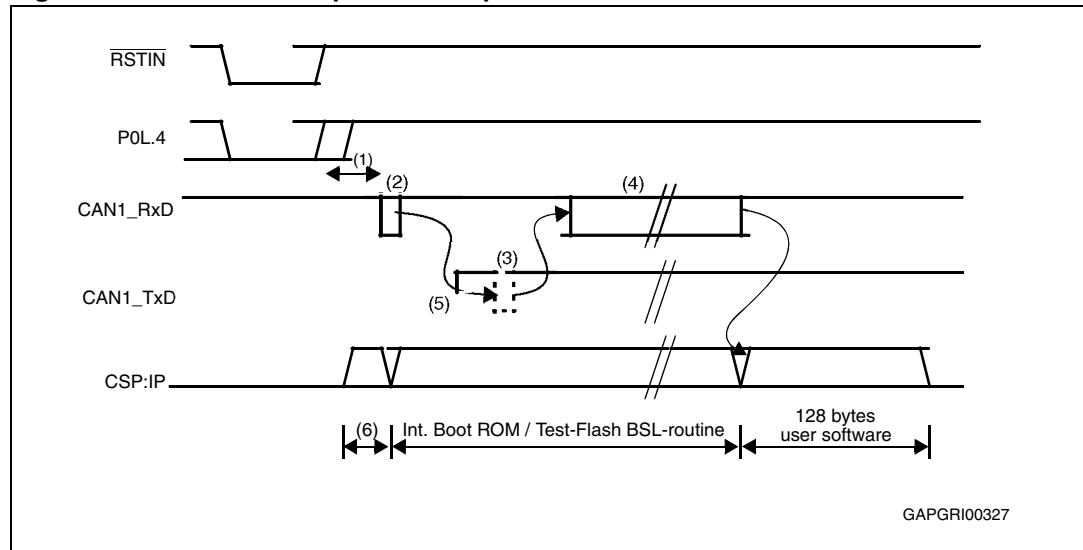 RSTIN
P0L.4
(1)
(2)
(4)
CAN1_RxD
(3)
(5)
CAN1_TxD
CSP:IP
(6)
Int. Boot ROM / Test-Flash BSL-routine
128 bytes
user software
GAPGRI00327